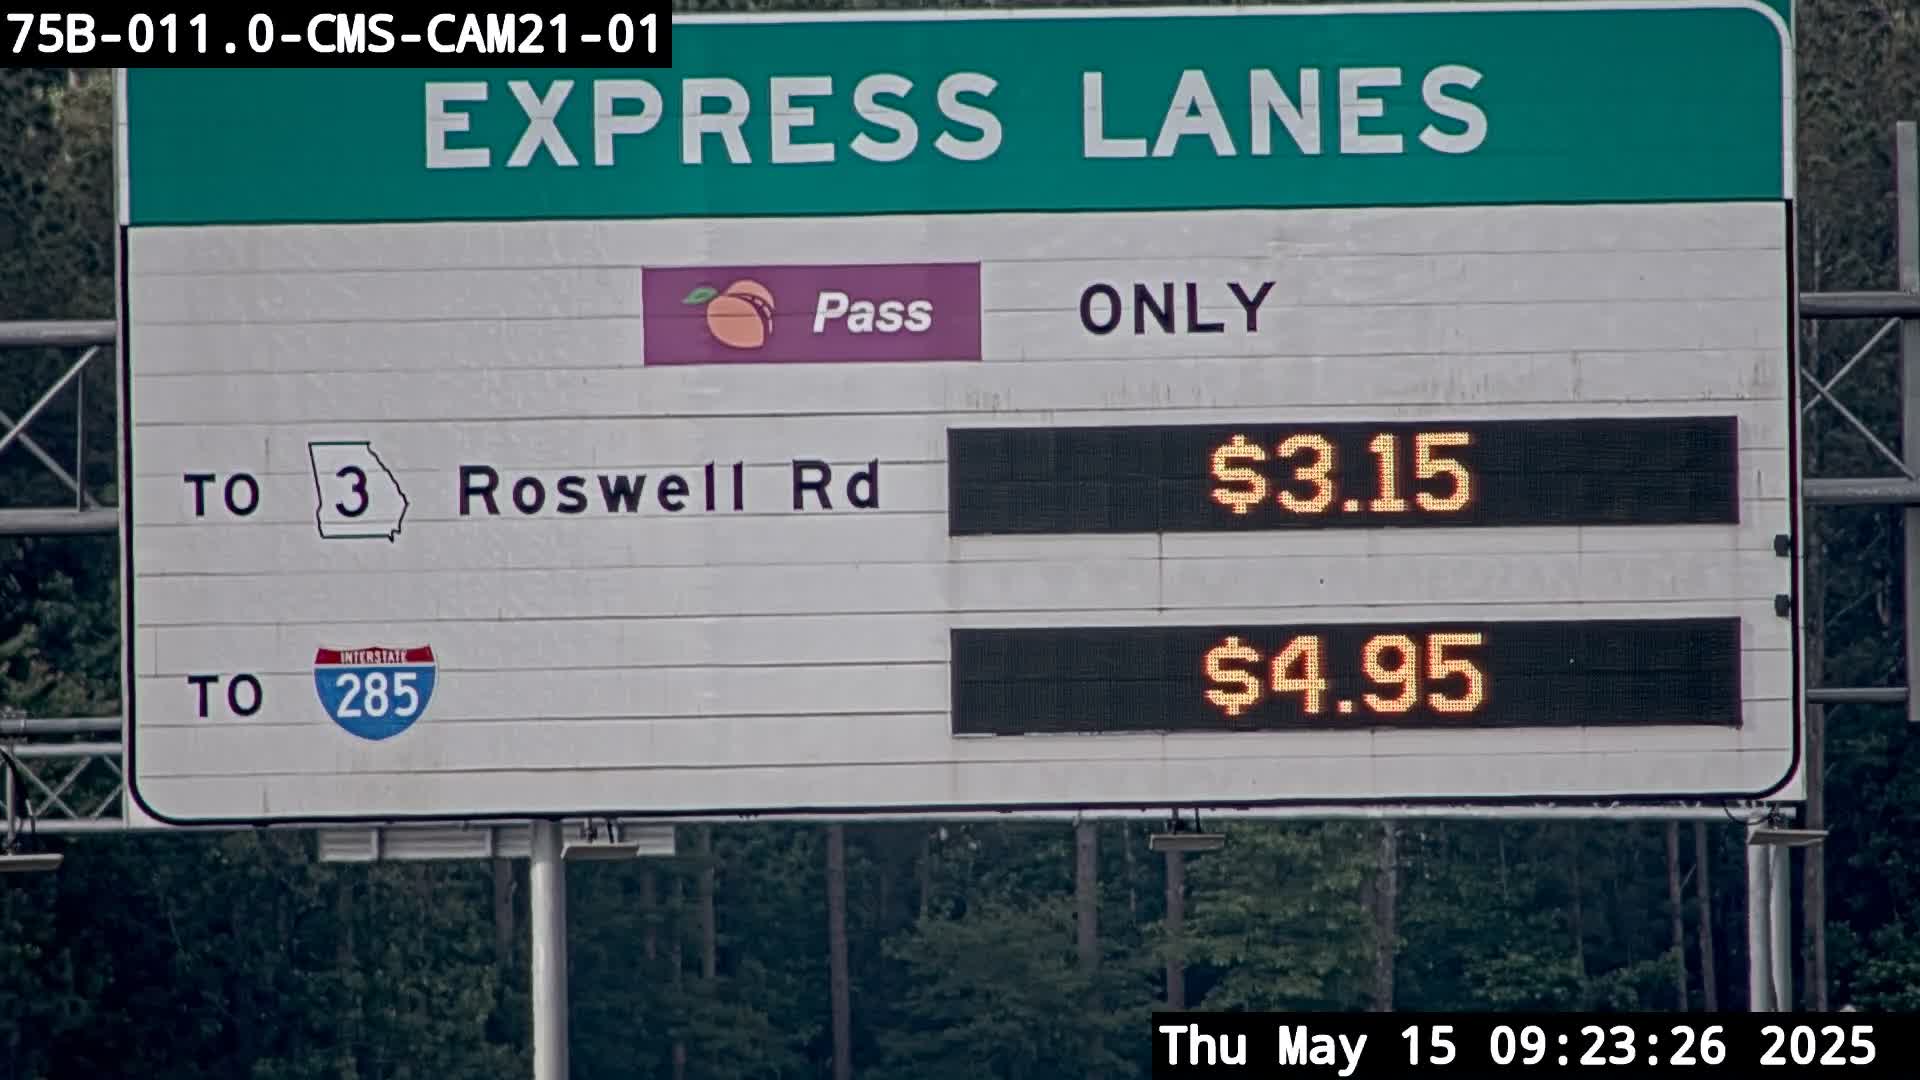 75B-011.0-CMS-CAM21-01
EXPRESS LANES
Pass ONLY
TO 3 Roswell Rd $3.15
INTERSTATE
TO 285 $4.95
Thu May 15 09:23:26 2025